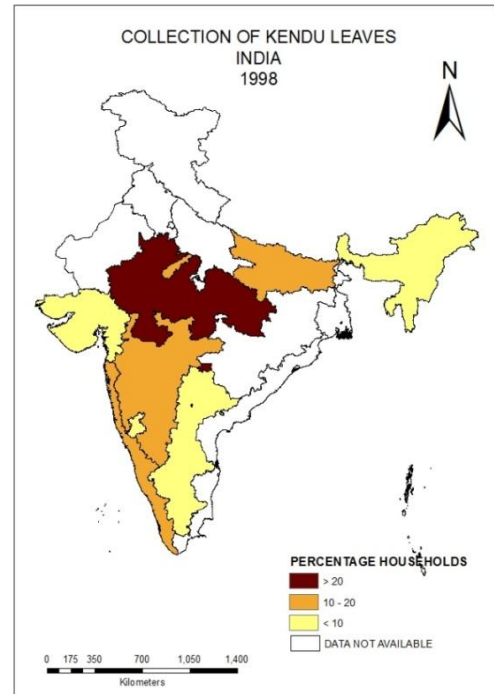 COLLECTION OF KENDU LEAVES
INDIA
1998
N
PERCENTAGE HOUSEHOLDS
> 20
10 - 20
< 10
DATA NOT AVAILABLE
0 175 350 700 1,050 1,400
Kilometers